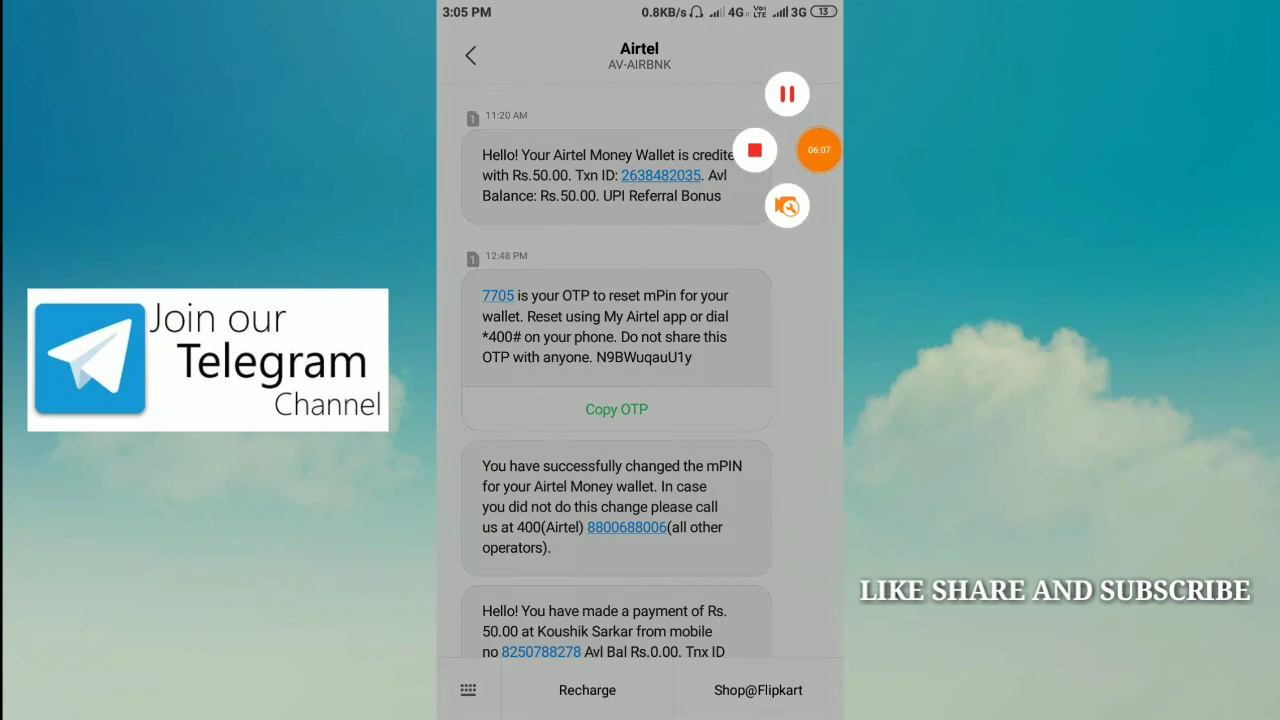 3:05 PM
0.8KB/s 4G VoLTE 3G 13
Airtel
AV-AIRBNK
1 11:20 AM
06:07
Hello! Your Airtel Money Wallet is credite
with Rs.50.00. Txn ID: 2638482035. Avl
Balance: Rs.50.00. UPI Referral Bonus
1 12:48 PM
7705 is your OTP to reset mPin for your
wallet. Reset using My Airtel app or dial
*400# on your phone. Do not share this
OTP with anyone. N9BWuqauU1y
Copy OTP
You have successfully changed the mPIN
for your Airtel Money wallet. In case
you did not do this change please call
us at 400(Airtel) 8800688006(all other
operators).
Hello! You have made a payment of Rs.
50.00 at Koushik Sarkar from mobile
no 8250788278 Avl Bal Rs.0.00. Tnx ID
Recharge
Shop@Flipkart
Join our
Telegram
Channel
LIKE SHARE AND SUBSCRIBE